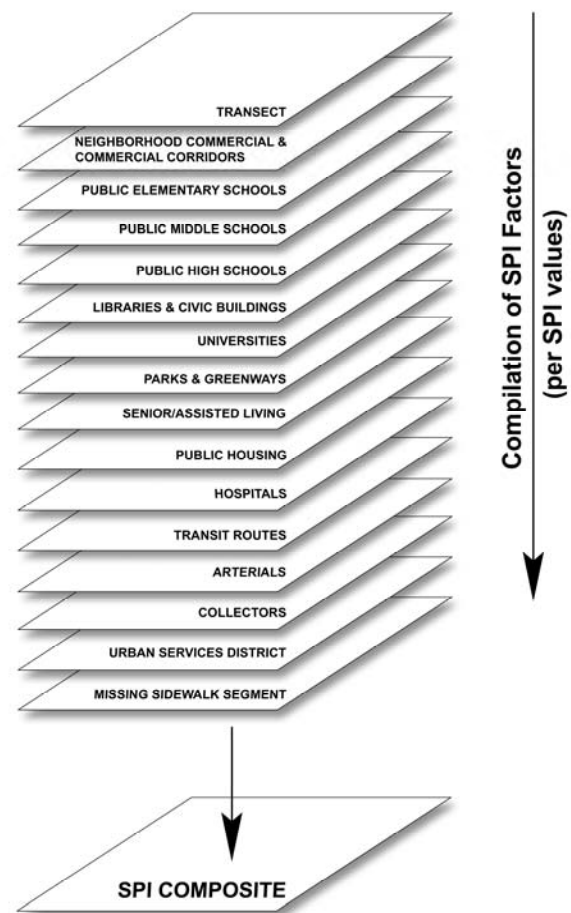 TRANSECT
NEIGHBORHOOD COMMERCIAL &
COMMERCIAL CORRIDORS
PUBLIC ELEMENTARY SCHOOLS
PUBLIC MIDDLE SCHOOLS
PUBLIC HIGH SCHOOLS
LIBRARIES & CIVIC BUILDINGS
UNIVERSITIES
PARKS & GREENWAYS
SENIOR/ASSISTED LIVING
PUBLIC HOUSING
HOSPITALS
TRANSIT ROUTES
ARTERIALS
COLLECTORS
URBAN SERVICES DISTRICT
MISSING SIDEWALK SEGMENT
SPI COMPOSITE
Compilation of SPI Factors
(per SPI values)